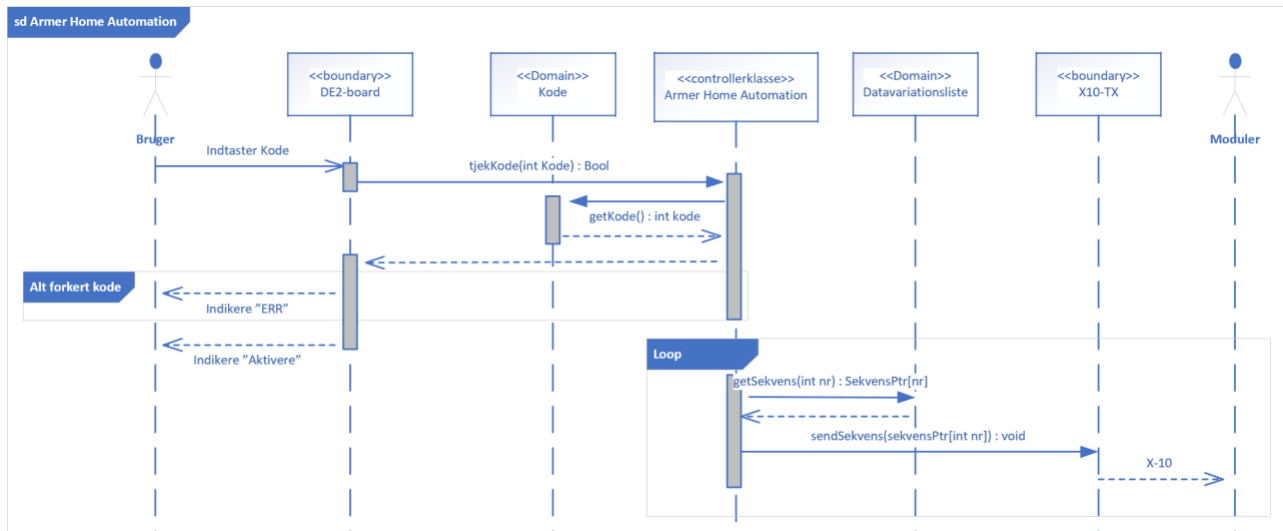 sd Armer Home Automation
Bruger
<<boundary>>
DE2-board
<<Domain>>
Kode
<<controllerklasse>>
Armer Home Automation
<<Domain>>
Datavariationsliste
<<boundary>>
X10-TX
Moduler
Indtaster Kode
tjekKode(int Kode) : Bool
getKode() : int kode
Alt forkert kode
Indikere ”ERR”
Indikere ”Aktivere”
Loop
getSekvens(int nr) : SekvensPtr[nr]
sendSekvens(sekvensPtr[int nr]) : void
X-10